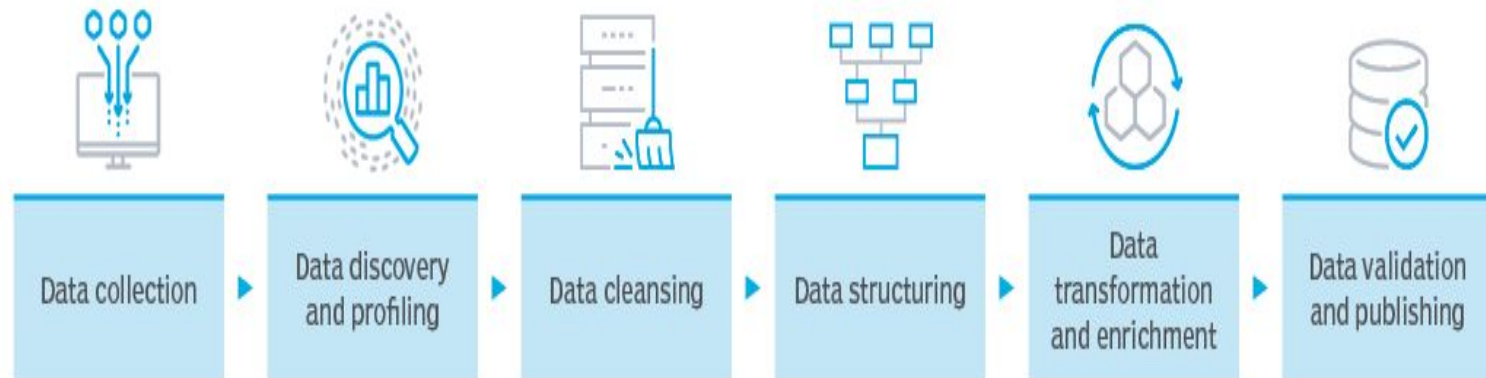 Data collection
Data discovery
and profiling
Data cleansing
Data structuring
Data
transformation
and enrichment
Data validation
and publishing